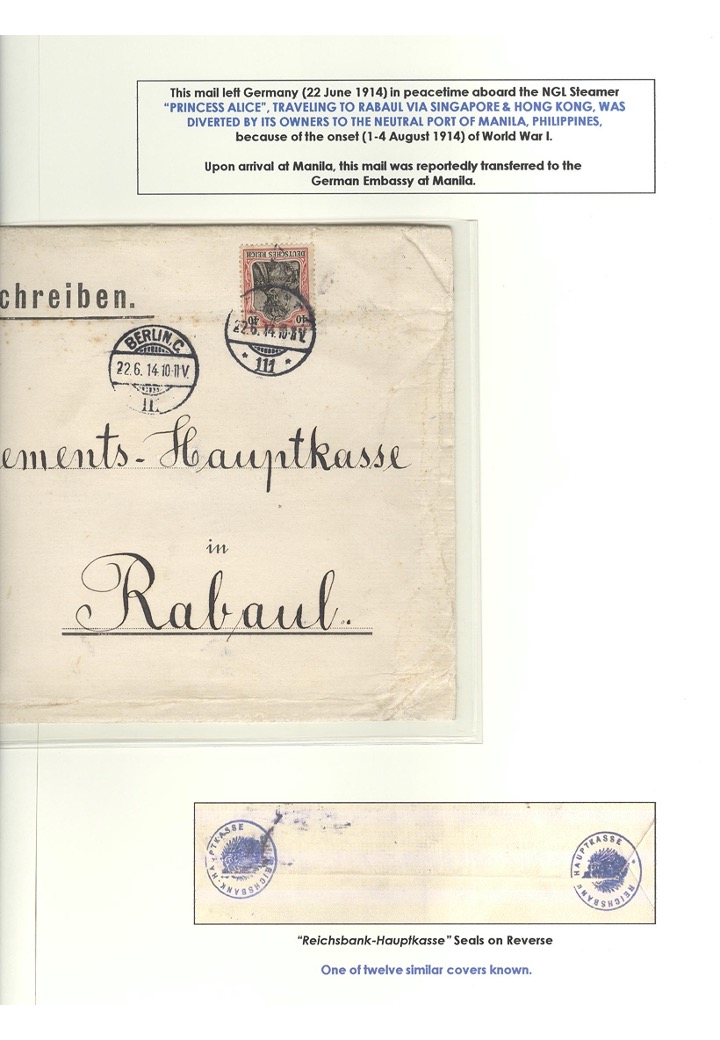 This mail left Germany (22 June 1914) in peacetime aboard the NGL Steamer
"PRINCESS ALICE", TRAVELING TO RABAUL VIA SINGAPORE & HONG KONG, WAS
DIVERTED BY ITS OWNERS TO THE NEUTRAL PORT OF MANILA, PHILIPPINES,
because of the onset (1-4 August 1914) of World War I.
Upon arrival at Manila, this mail was reportedly transferred to the
German Embassy at Manila.
DEUTSCHES REICH
40 40
chreiben.
22.6.14.10-11V.
111
BERLIN.C.
22.6.14.10-11V.
11.
ements-Hauptkasse
in
Rabaul.
REICHSBANK-HAUPTKASSE
REICHSBANK HAUPTKASSE
"Reichsbank-Hauptkasse" Seals on Reverse
One of twelve similar covers known.